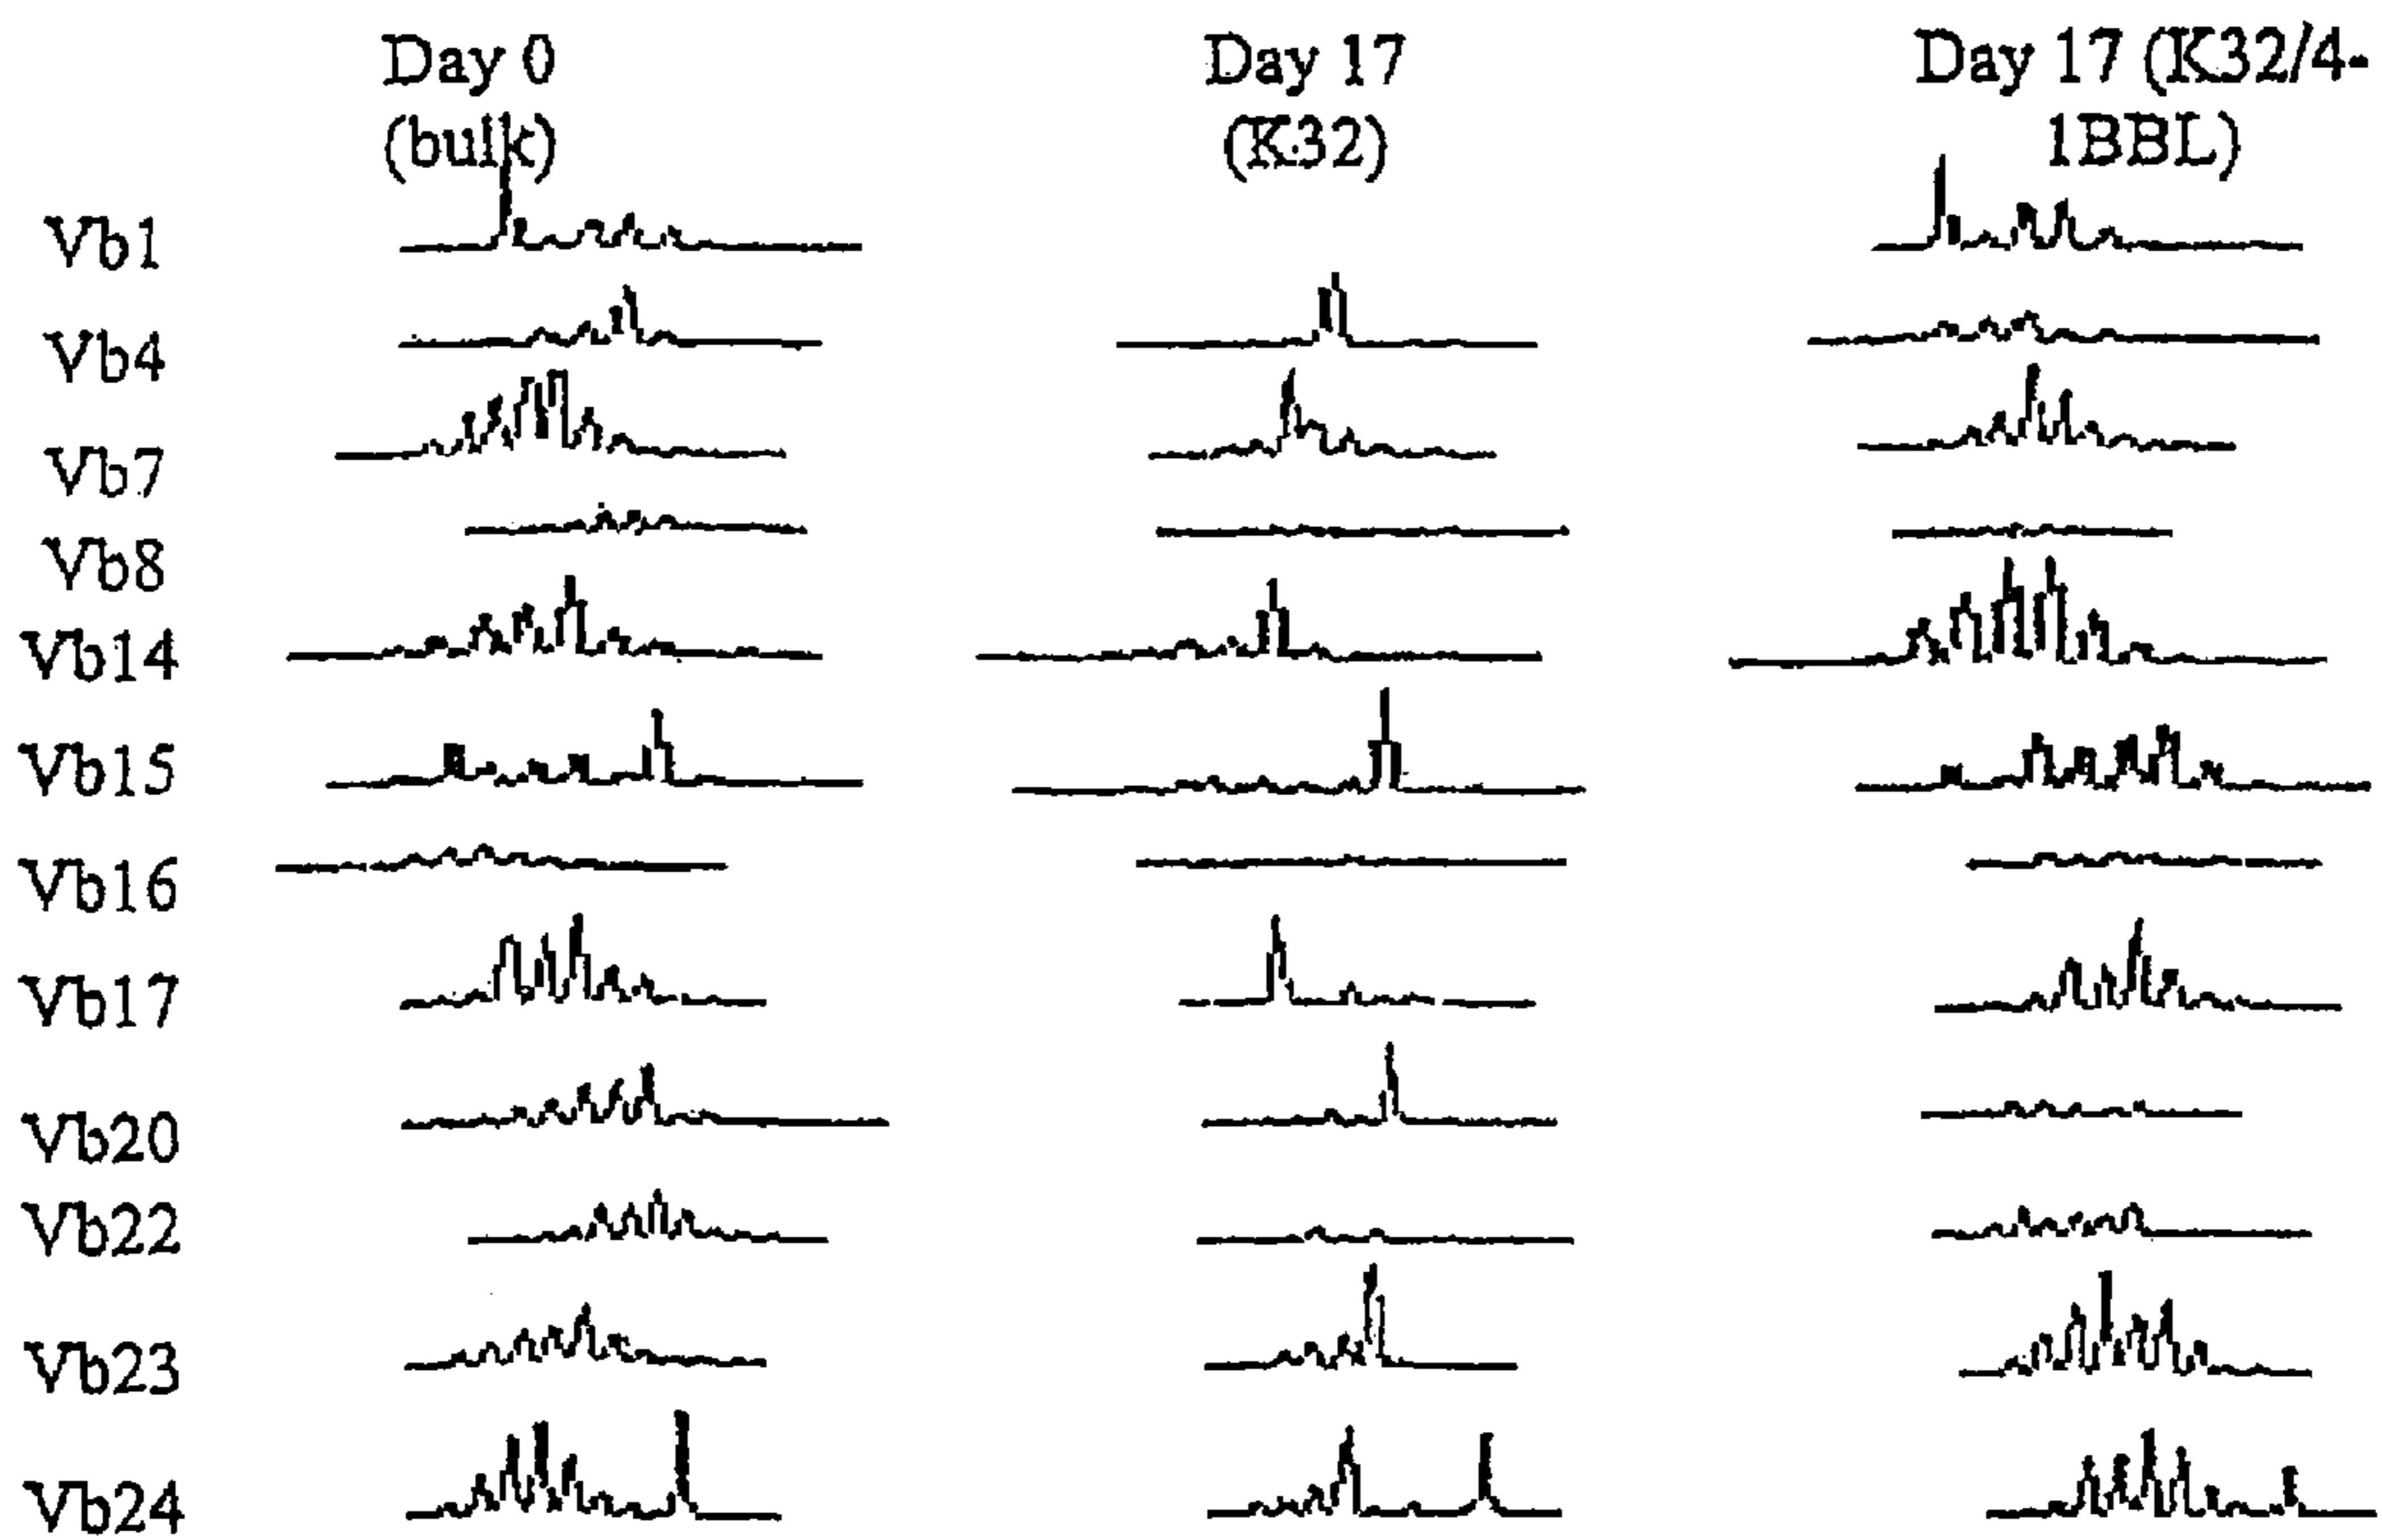 Day 0
(bulk)
Day 17
(K32)
Day 17 (K32/4-
1BBL)
Vb1
Vb4
Vb7
Vb8
Vb14
Vb15
Vb16
Vb17
Vb20
Vb22
Vb23
Vb24